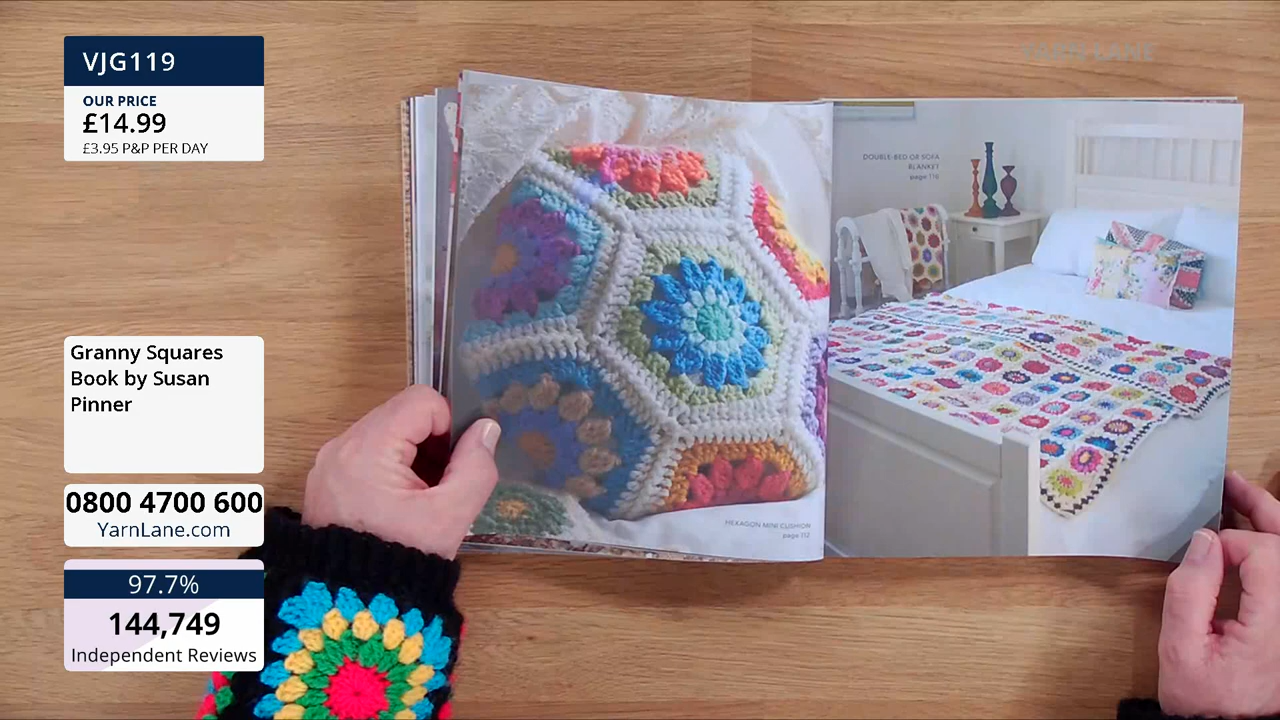 VJG119
OUR PRICE
£14.99
£3.95 P&P PER DAY
Granny Squares
Book by Susan
Pinner
0800 4700 600
YarnLane.com
97.7%
144,749
Independent Reviews
YARN LANE
DOUBLE-BED OR SOFA
BLANKET
page 116
HEXAGON MINI CUSHION
page 112